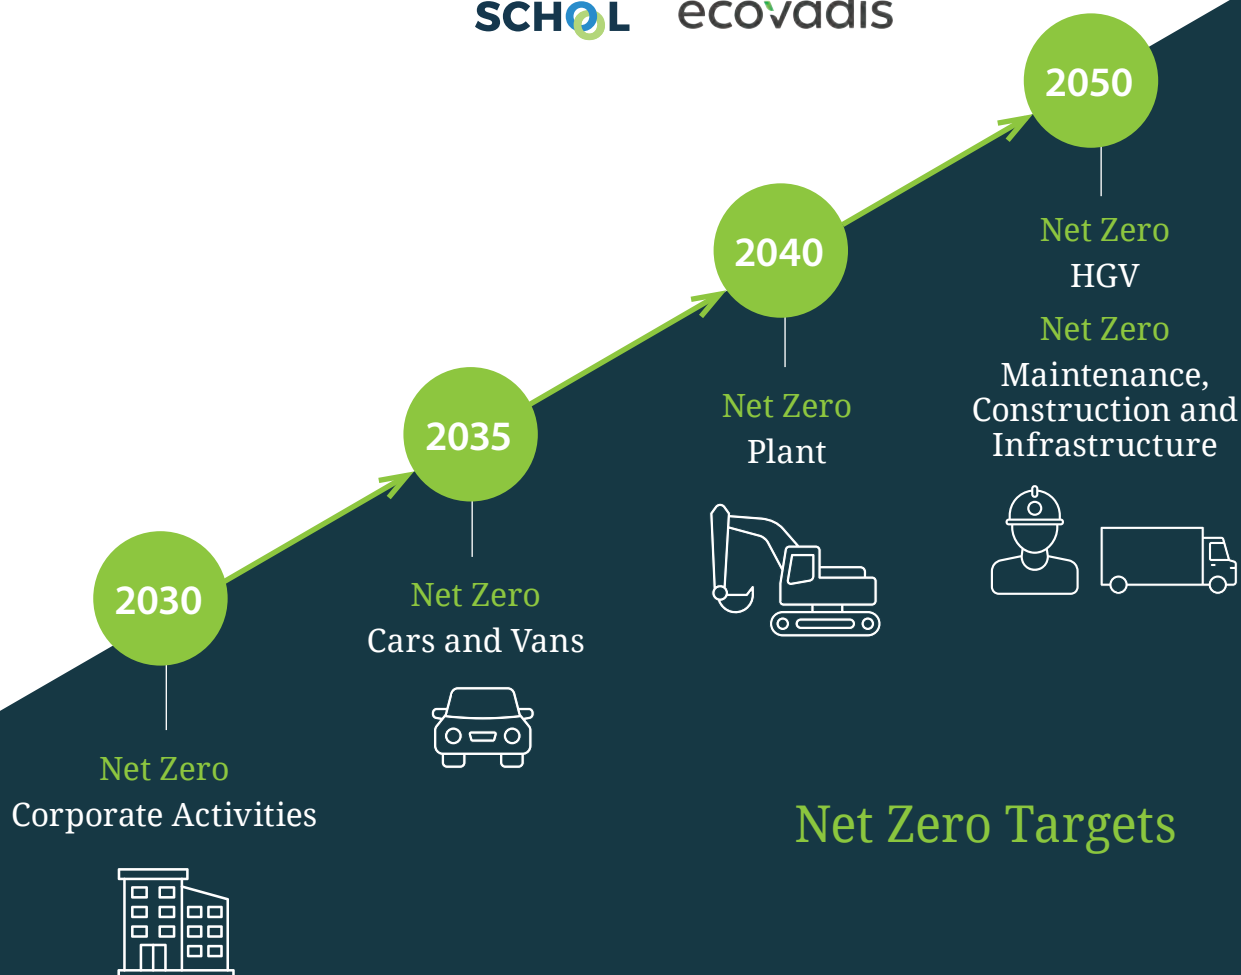 SCHOOL ecovadis
2050
Net Zero
HGV
Net Zero
Maintenance,
Construction and
Infrastructure
2040
Net Zero
Plant
2035
Net Zero
Cars and Vans
2030
Net Zero
Corporate Activities
Net Zero Targets